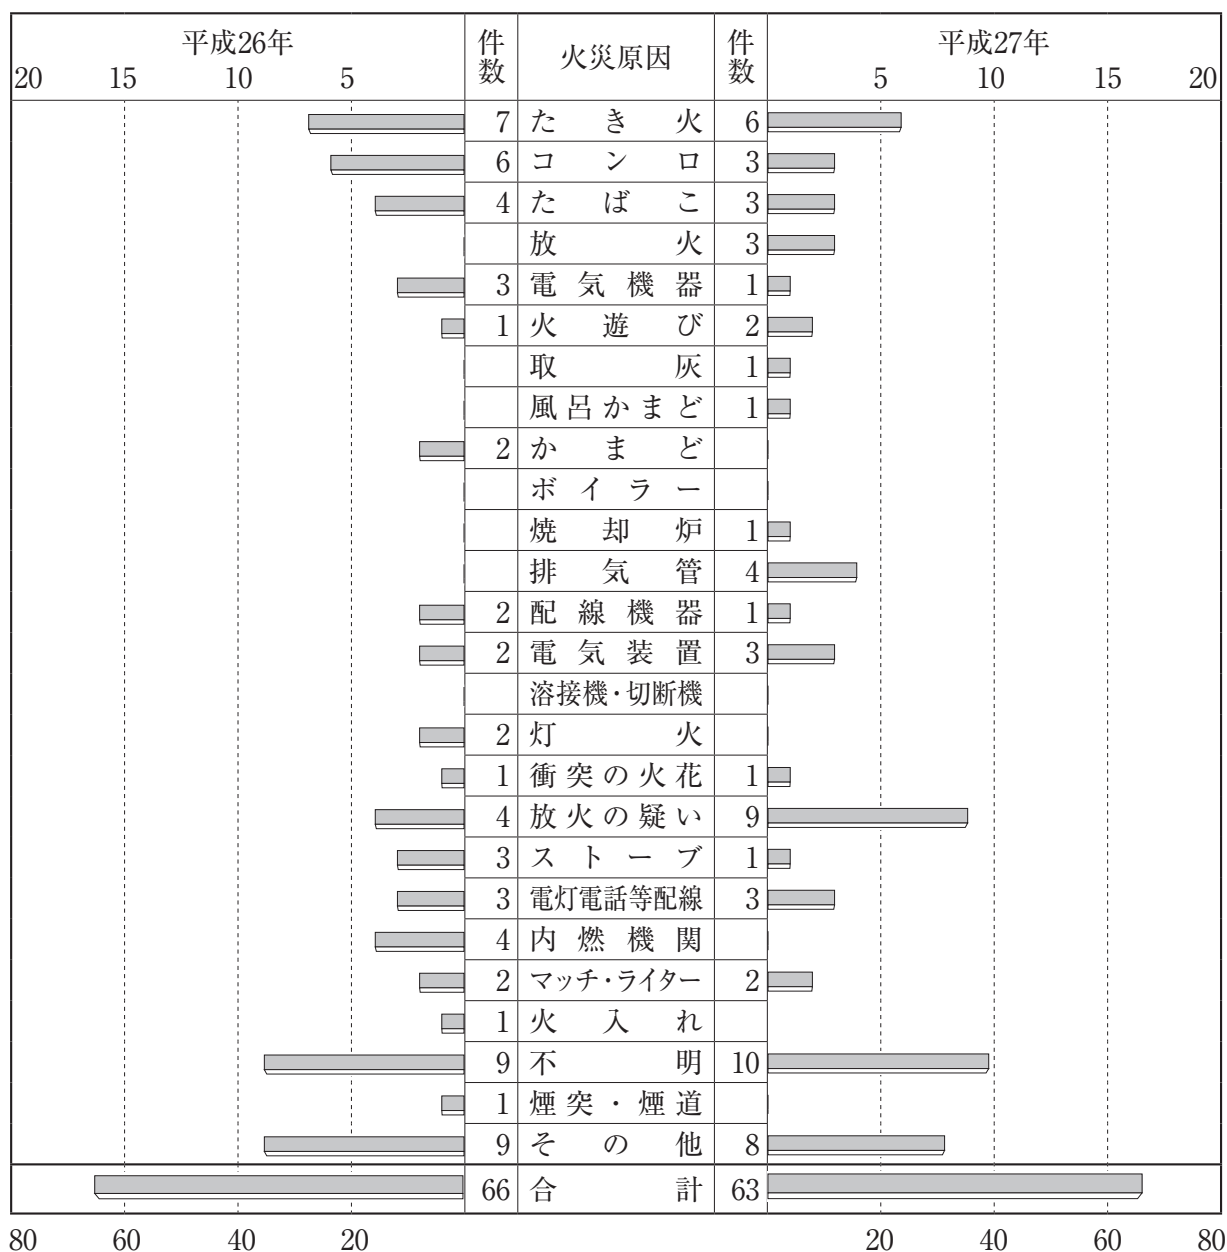 平成26年 件数 火災原因 件数 平成27年
20 15 10 5 5 10 15 20
7 たき火 6
6 コンロ 3
4 たばこ 3
放火 3
3 電気機器 1
1 火遊び 2
取灰 1
風呂かまど 1
2 かまど
ボイラー
焼却炉 1
排気管 4
2 配線機器 1
2 電気装置 3
溶接機・切断機
2 灯火
1 衝突の火花 1
4 放火の疑い 9
3 ストーブ 1
3 電灯電話等配線 3
4 内燃機関
2 マッチ・ライター 2
1 火入れ
9 不明 10
1 煙突・煙道
9 その他 8
66 合計 63
80 60 40 20 20 40 60 80